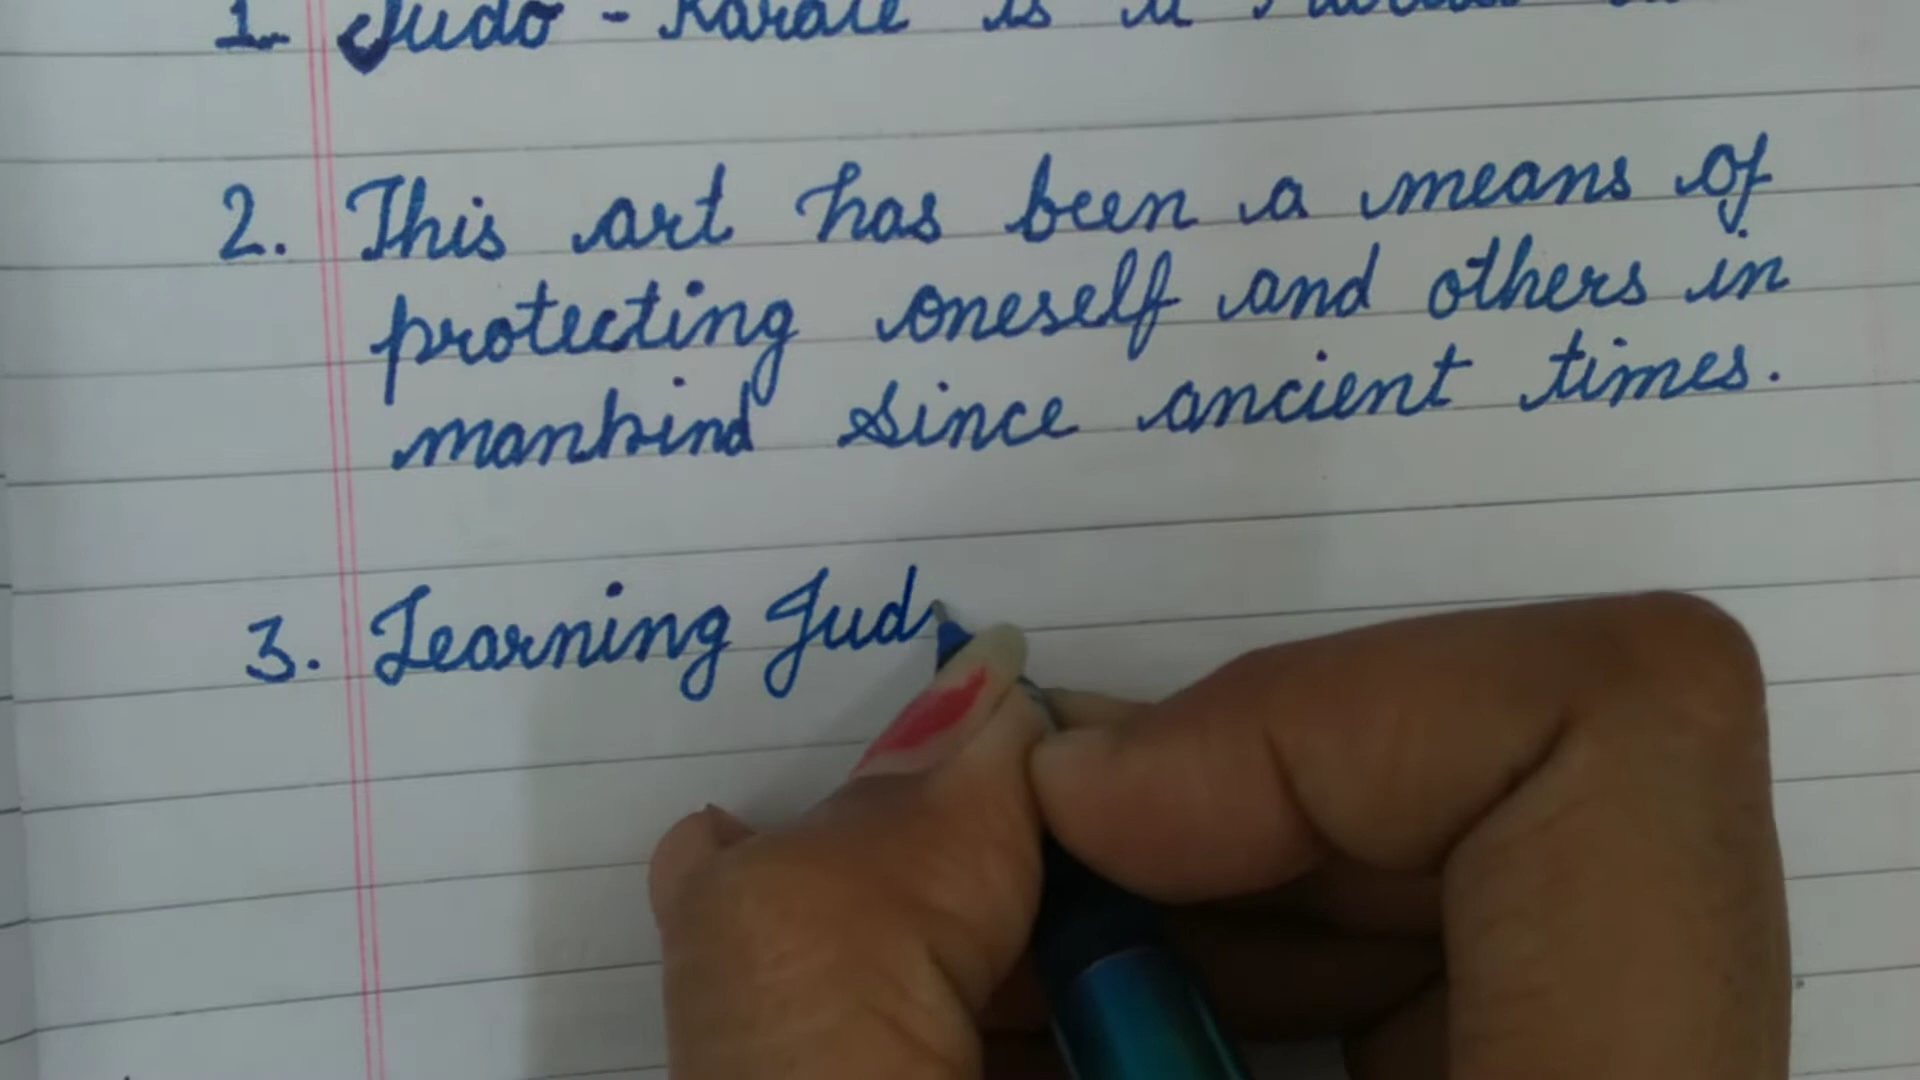 1. Judo - Karate is a
2. This art has been a means of
protecting oneself and others in
mankind since ancient times.
3. Learning Jud